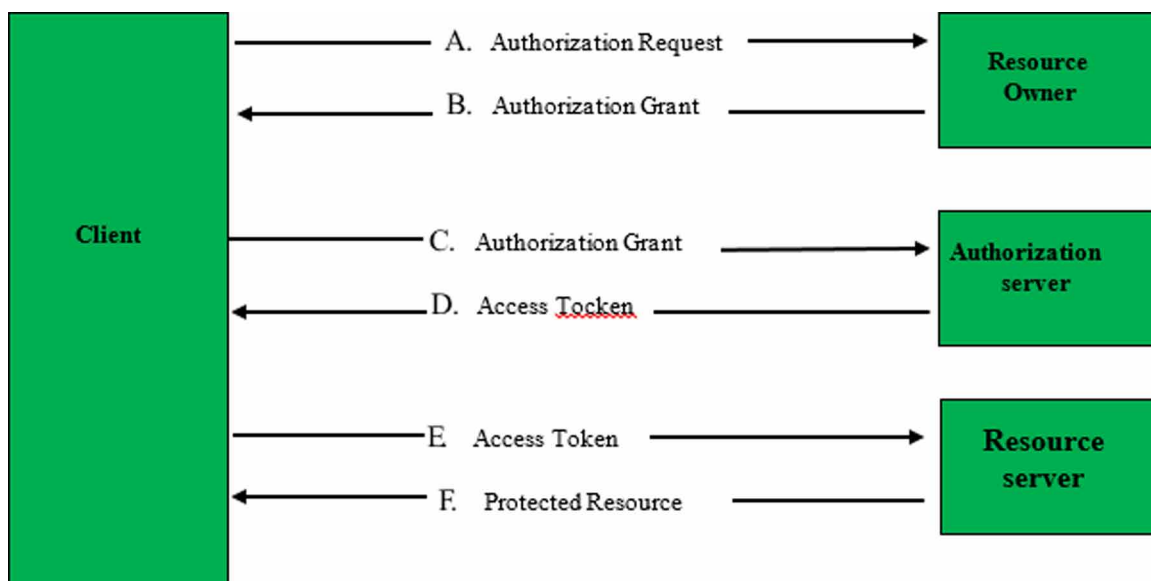 A. Authorization Request
Resource
Owner
B. Authorization Grant
Client
C. Authorization Grant
Authorization
server
D. Access Tocken
E Access Token
Resource
server
F. Protected Resource